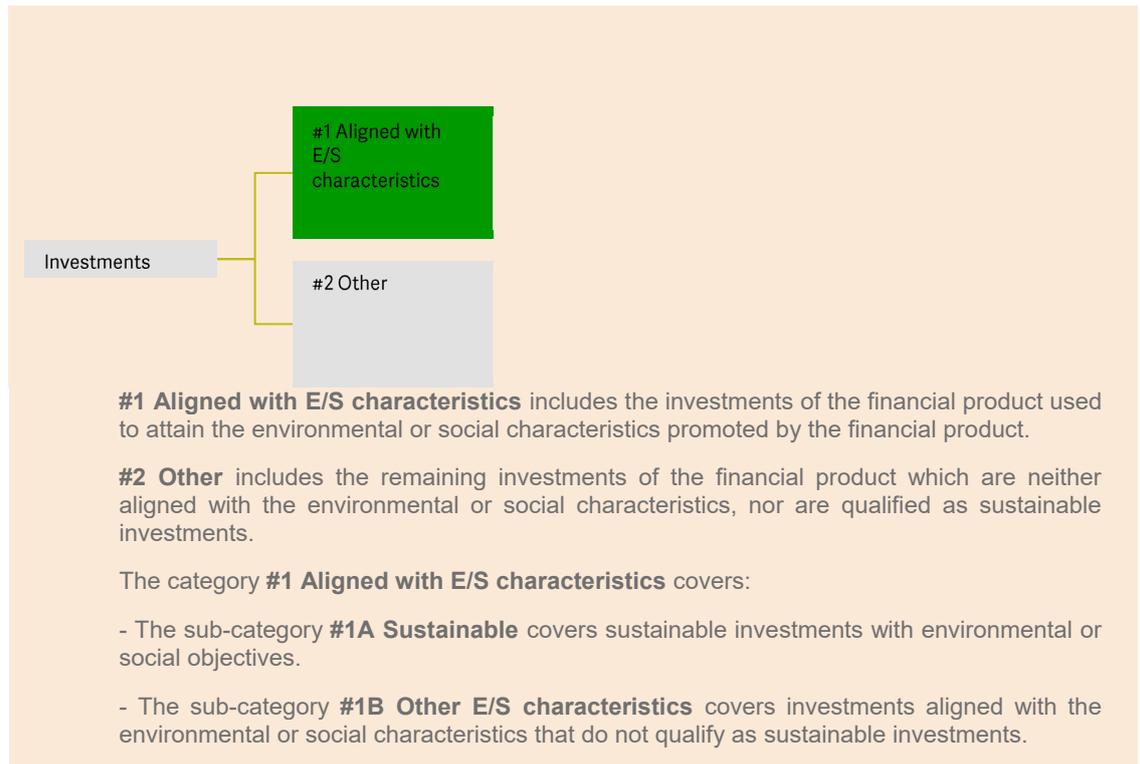 #1 Aligned with
E/S
characteristics
Investments
#2 Other
#1 Aligned with E/S characteristics includes the investments of the financial product used
to attain the environmental or social characteristics promoted by the financial product.
#2 Other includes the remaining investments of the financial product which are neither
aligned with the environmental or social characteristics, nor are qualified as sustainable
investments.
The category #1 Aligned with E/S characteristics covers:
- The sub-category #1A Sustainable covers sustainable investments with environmental or
social objectives.
- The sub-category #1B Other E/S characteristics covers investments aligned with the
environmental or social characteristics that do not qualify as sustainable investments.